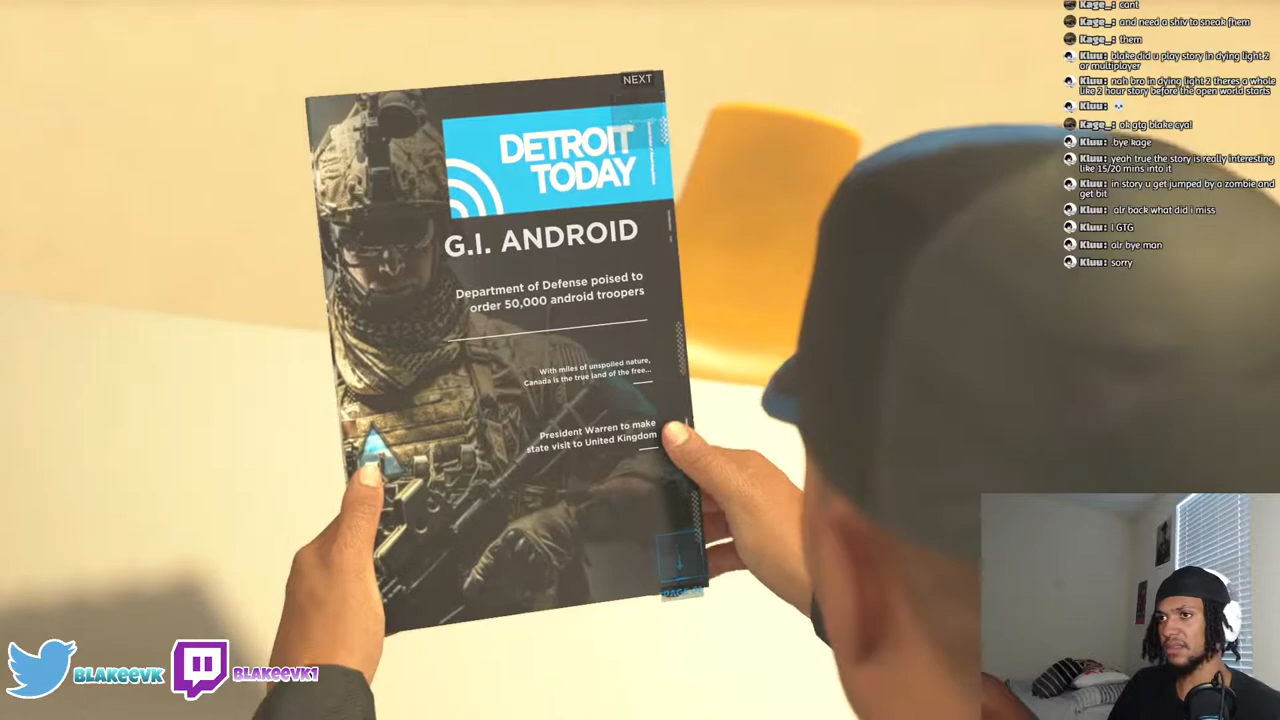 NEXT
DETROIT
TODAY
G.I. ANDROID
Department of Defense poised to
order 50,000 android troopers
With miles of unspoiled nature,
Canada is the true land of the free...
President Warren to make
state visit to United Kingdom
Kage_: cant
Kage_: and need a shiv to sneak fhem
Kage_: them
Kluu: blake did u play story in dying light 2
or multiplayer
Kluu: nah bro in dying light 2 theres a whole
like 2 hour story before the open world starts
Kluu: 💀
Kage_: ok gtg blake cya!
Kluu: bye kage
Kluu: yeah true the story is really interesting
like 15/20 mins into it
Kluu: in story u get jumped by a zombie and
get bit
Kluu: alr back what did i miss
Kluu: I GTG
Kluu: alr bye man
Kluu: sorry
BLAKEEVK
BLAKEEVK1